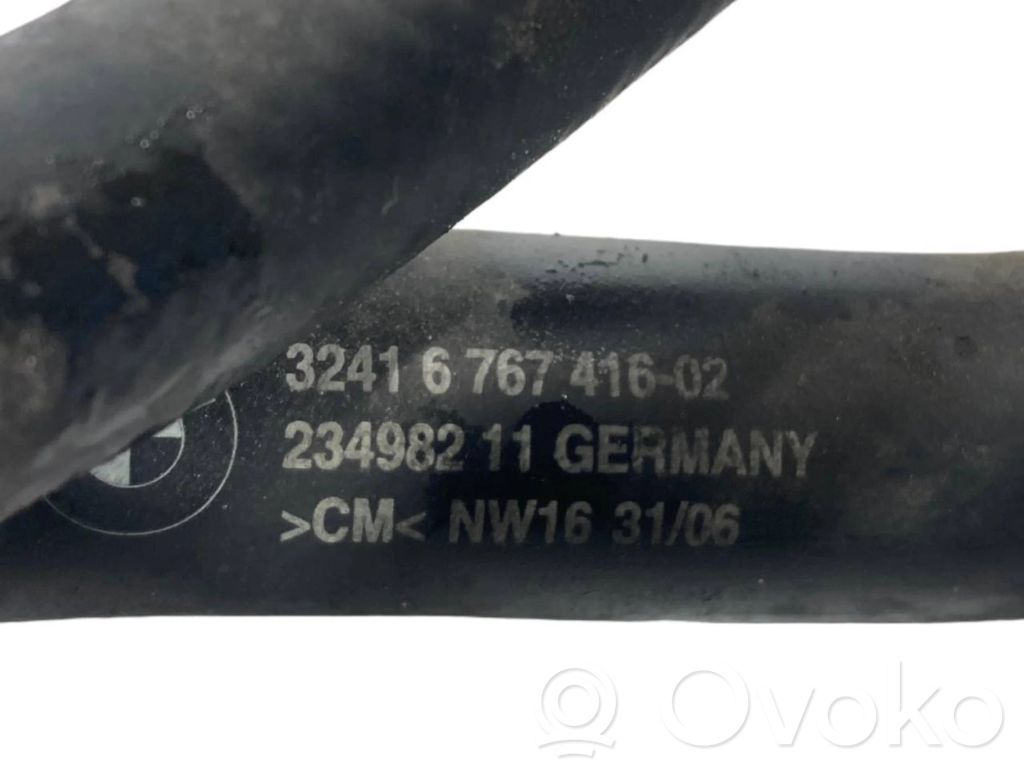 3241 6 767 416-02
234982 11 GERMANY
>CM< NW16 31/06
Ovoko